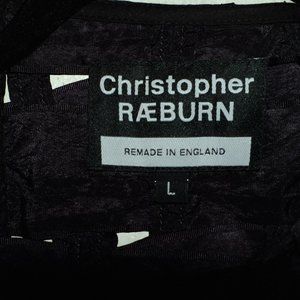 Christopher
RÆBURN
REMADE IN ENGLAND
L